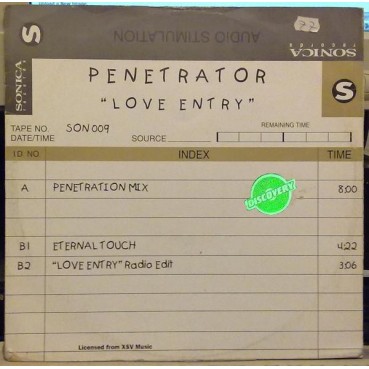 AUDIO STIMULATION
SONICA
S
SONICA
S
PENETRATOR
"LOVE ENTRY"
TAPE NO. SON 009
REMAINING TIME
DATE/TIME SOURCE
ID NO. INDEX TIME
A PENETRATION MIX 8:00
DISCOVERY
B1 ETERNAL TOUCH 4:22
B2 "LOVE ENTRY" Radio Edit 3:06
Licensed from XSV Music